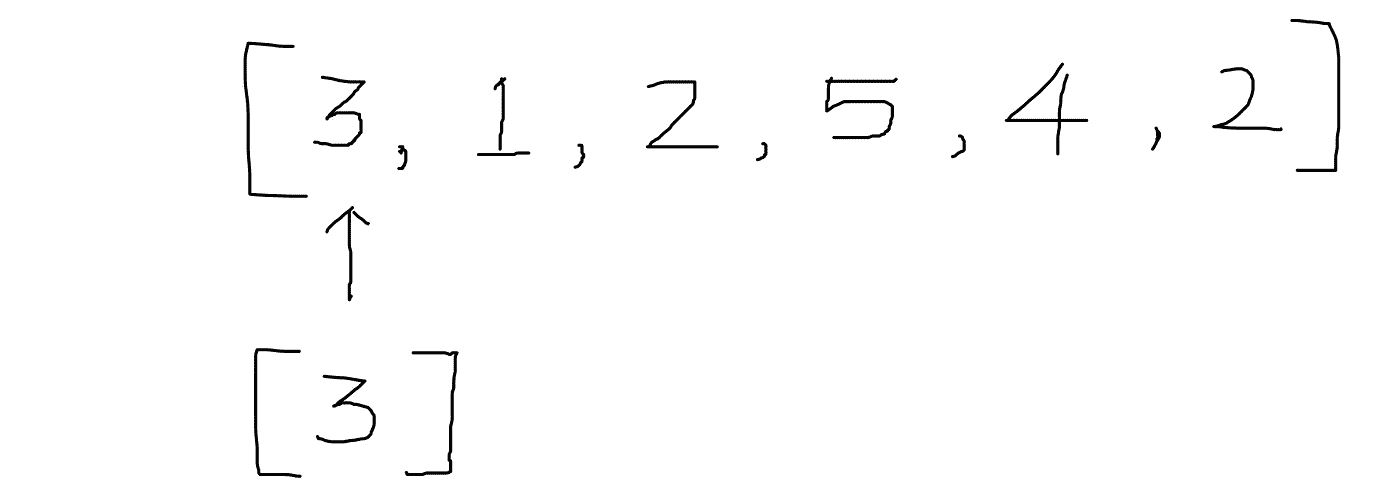 [3, 1, 2, 5, 4, 2]
[3]